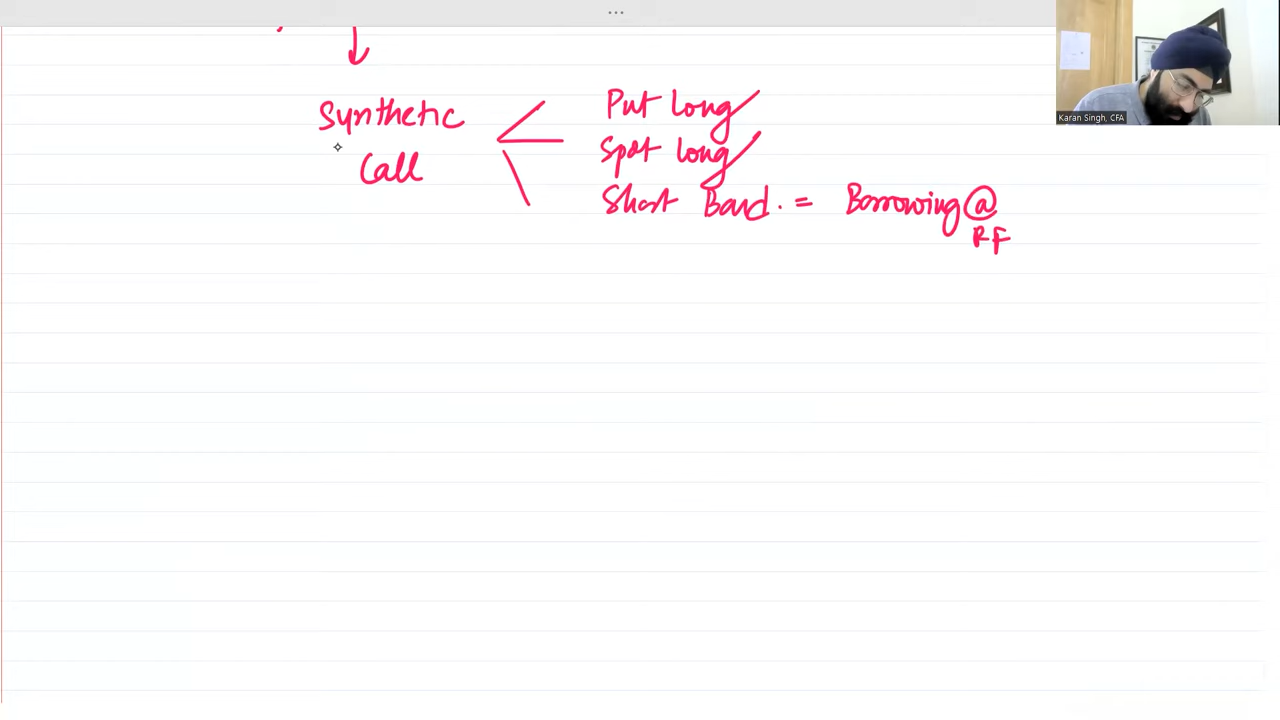 Synthetic
Call
Put Long
Spot long
Short Bond. = Borrowing @
RF
Karan Singh, CFA